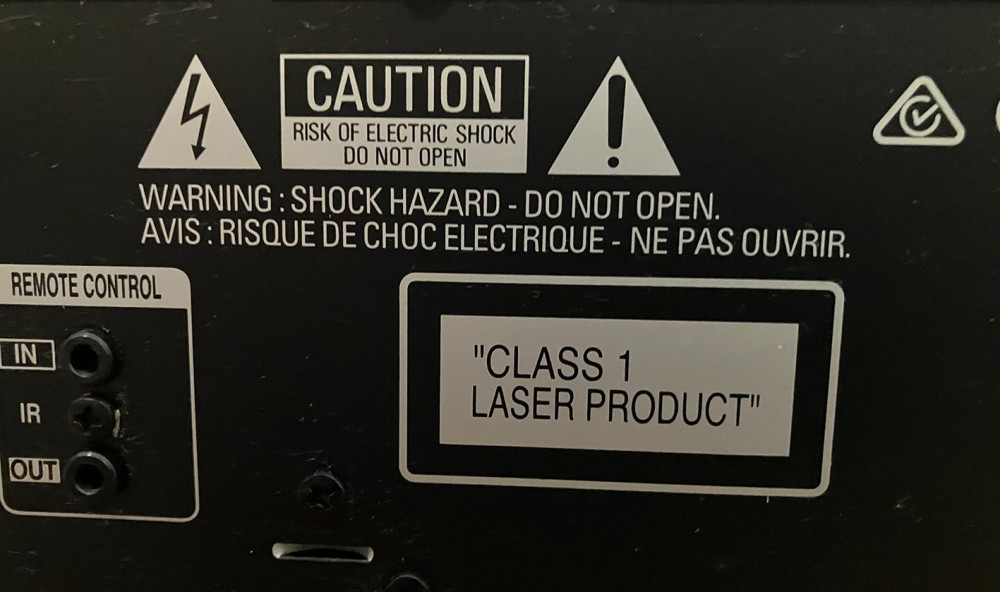 CAUTION
RISK OF ELECTRIC SHOCK
DO NOT OPEN
WARNING : SHOCK HAZARD - DO NOT OPEN.
AVIS : RISQUE DE CHOC ELECTRIQUE - NE PAS OUVRIR.
REMOTE CONTROL
IN
IR
OUT
"CLASS 1
LASER PRODUCT"